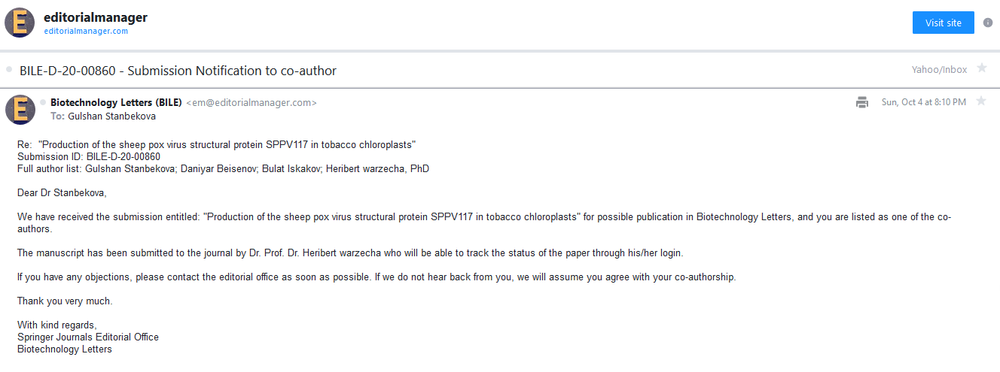 editorialmanager
editorialmanager.com
Visit site
BILE-D-20-00860 - Submission Notification to co-author
Yahoo/Inbox
Biotechnology Letters (BILE) <em@editorialmanager.com>
Sun, Oct 4 at 8:10 PM
To: Gulshan Stanbekova
Re:  "Production of the sheep pox virus structural protein SPPV117 in tobacco chloroplasts"
Submission ID: BILE-D-20-00860
Full author list: Gulshan Stanbekova; Daniyar Beisenov; Bulat Iskakov; Heribert warzecha, PhD
Dear Dr Stanbekova,
We have received the submission entitled: "Production of the sheep pox virus structural protein SPPV117 in tobacco chloroplasts" for possible publication in Biotechnology Letters, and you are listed as one of the co-
authors.
The manuscript has been submitted to the journal by Dr. Prof. Dr. Heribert warzecha who will be able to track the status of the paper through his/her login.
If you have any objections, please contact the editorial office as soon as possible. If we do not hear back from you, we will assume you agree with your co-authorship.
Thank you very much.
With kind regards,
Springer Journals Editorial Office
Biotechnology Letters